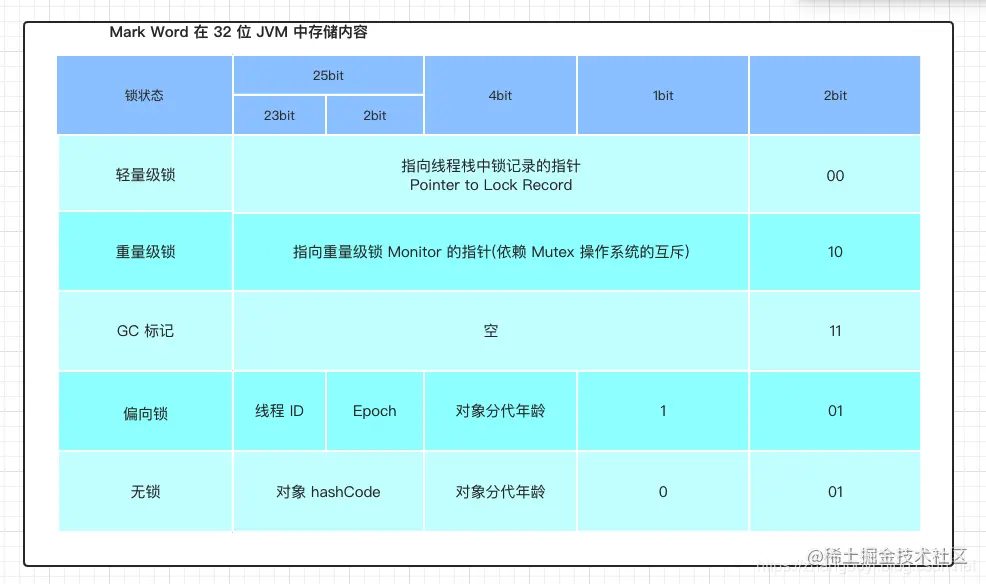 Mark Word 在 32 位 JVM 中存储内容
锁状态
25bit
23bit
2bit
4bit
1bit
2bit
轻量级锁
指向线程栈中锁记录的指针
Pointer to Lock Record
00
重量级锁
指向重量级锁 Monitor 的指针(依赖 Mutex 操作系统的互斥)
10
GC 标记
空
11
偏向锁
线程 ID
Epoch
对象分代年龄
1
01
无锁
对象 hashCode
对象分代年龄
0
01
@稀土掘金技术社区